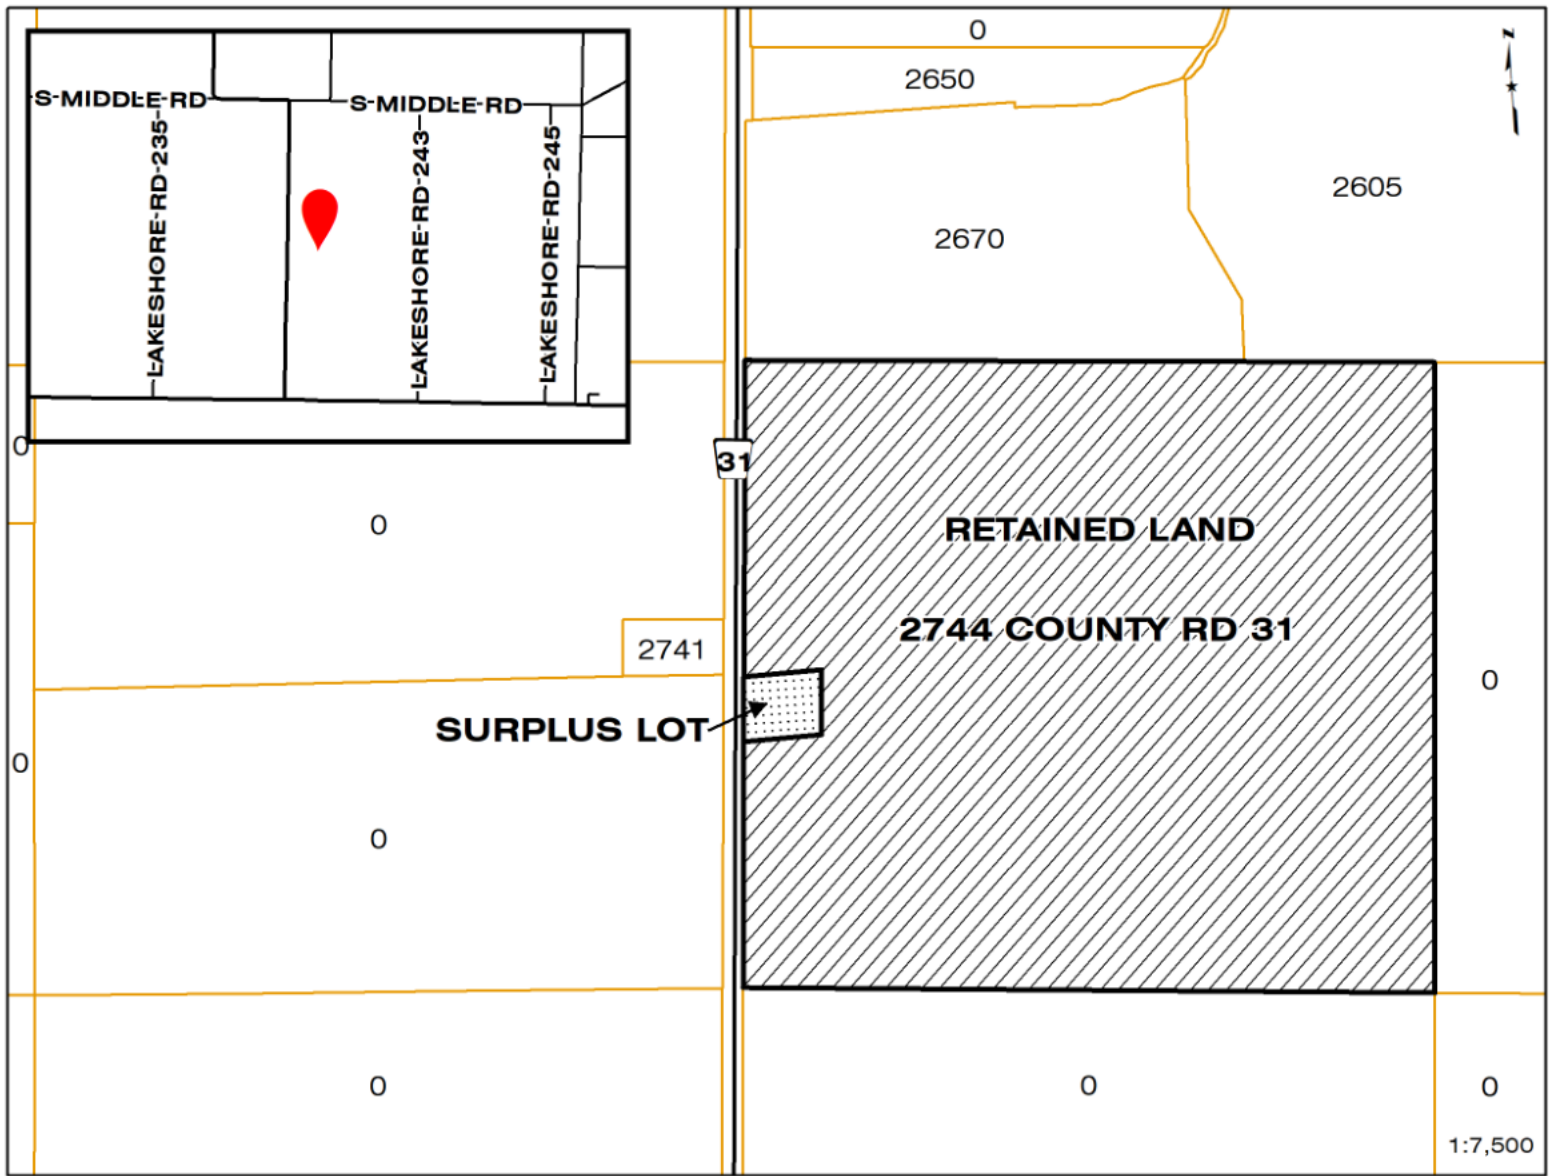 0
2650
2605
2670
N
S-MIDDLE-RD
S-MIDDLE-RD
LAKESHORE-RD-235
LAKESHORE-RD-243
LAKESHORE-RD-245
0
31
0
RETAINED LAND
2744 COUNTY RD 31
2741
0
SURPLUS LOT
0
0
0
0
0
1:7,500